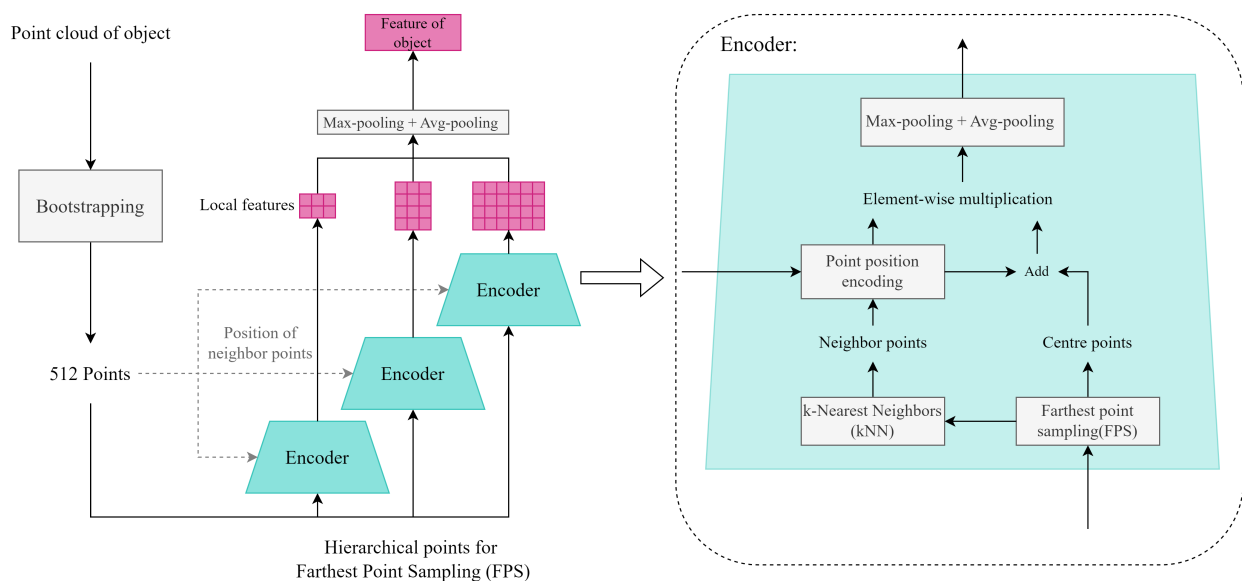 Point cloud of object
Bootstrapping
512 Points
Position of
neighbor points
Local features
Feature of
object
Max-pooling + Avg-pooling
Encoder
Encoder
Encoder
Hierarchical points for
Farthest Point Sampling (FPS)
Encoder:
Max-pooling + Avg-pooling
Element-wise multiplication
Point position
encoding
Add
Neighbor points
Centre points
k-Nearest Neighbors
(kNN)
Farthest point
sampling(FPS)